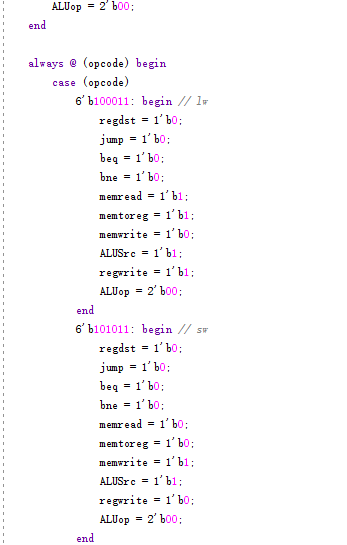 ALUop = 2'b00;
end
always @ (opcode) begin
case (opcode)
6'b100011: begin // lw
regdst = 1'b0;
jump = 1'b0;
beq = 1'b0;
bne = 1'b0;
memread = 1'b1;
memtoreg = 1'b1;
memwrite = 1'b0;
ALUSrc = 1'b1;
regwrite = 1'b1;
ALUop = 2'b00;
end
6'b101011: begin // sw
regdst = 1'b0;
jump = 1'b0;
beq = 1'b0;
bne = 1'b0;
memread = 1'b0;
memtoreg = 1'b0;
memwrite = 1'b1;
ALUSrc = 1'b1;
regwrite = 1'b0;
ALUop = 2'b00;
end